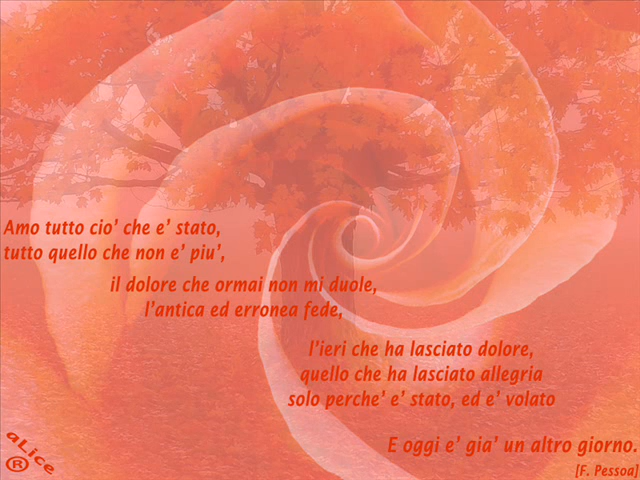 Amo tutto cio' che e' stato,
tutto quello che non e' piu',
il dolore che ormai non mi duole,
l'antica ed erronea fede,
l'ieri che ha lasciato dolore,
quello che ha lasciato allegria
solo perche' e' stato, ed e' volato
E oggi e' gia' un altro giorno.
[F. Pessoa]
aLice
®